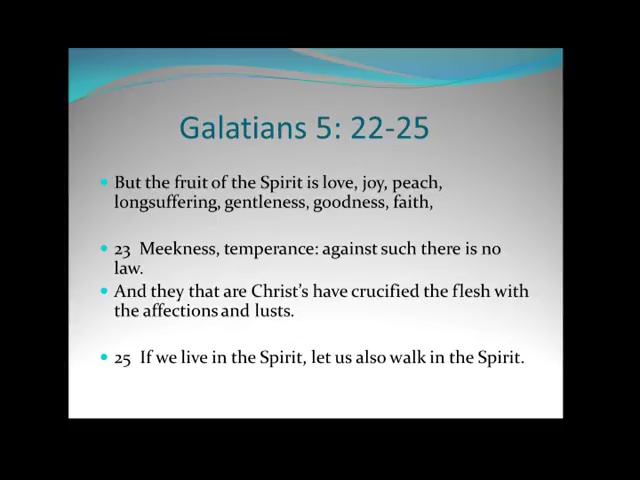 Galatians 5: 22-25
• But the fruit of the Spirit is love, joy, peach,
longsuffering, gentleness, goodness, faith,
• 23 Meekness, temperance: against such there is no
law.
• And they that are Christ's have crucified the flesh with
the affections and lusts.
• 25 If we live in the Spirit, let us also walk in the Spirit.